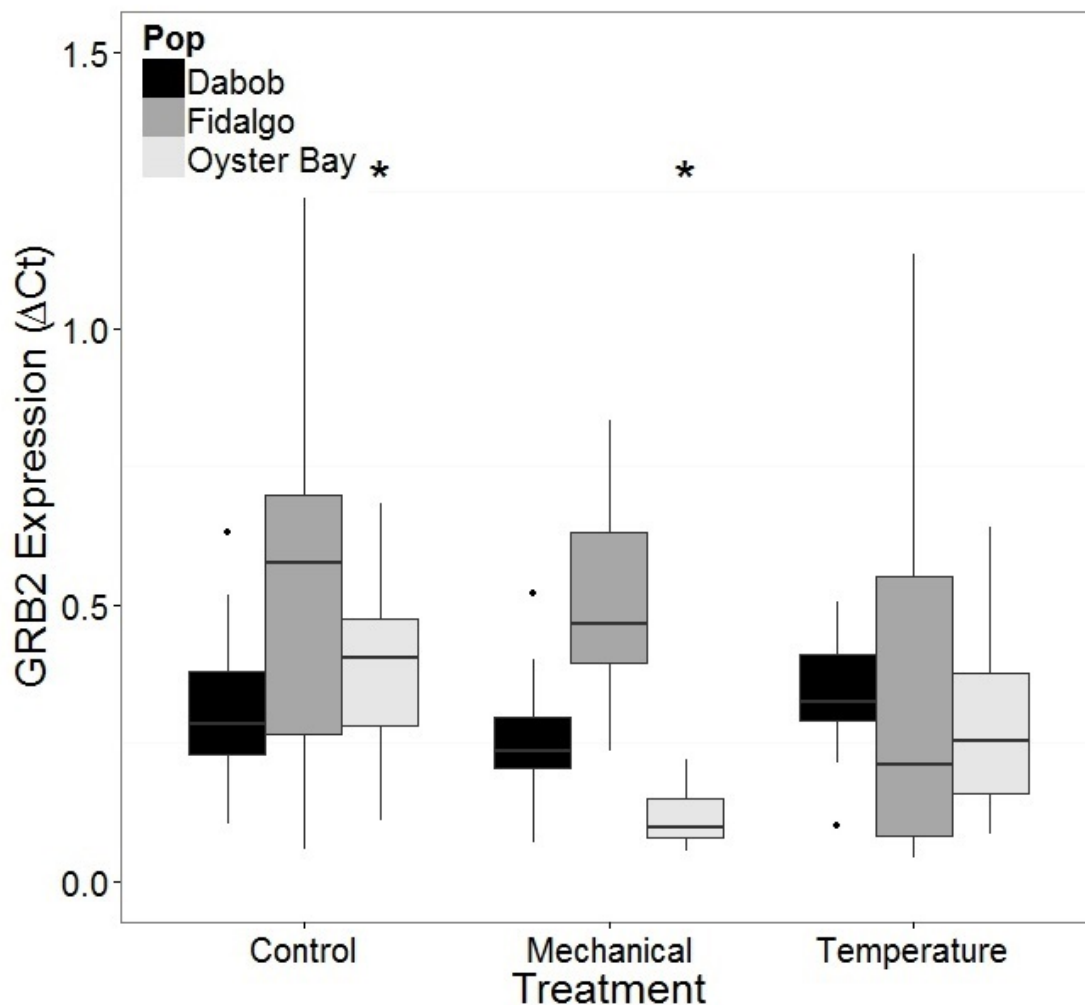 Pop
Dabob
Fidalgo
Oyster Bay
* *
1.5
1.0
0.5
0.0
GRB2 Expression (ΔCt)
Control Mechanical Temperature
Treatment